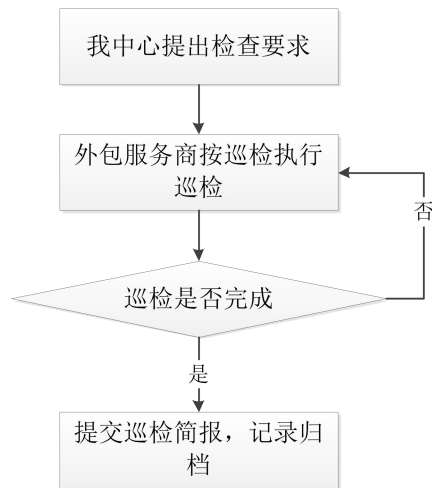 我中心提出检查要求
外包服务商按巡检执行
巡检
否
巡检是否完成
是
提交巡检简报，记录归
档